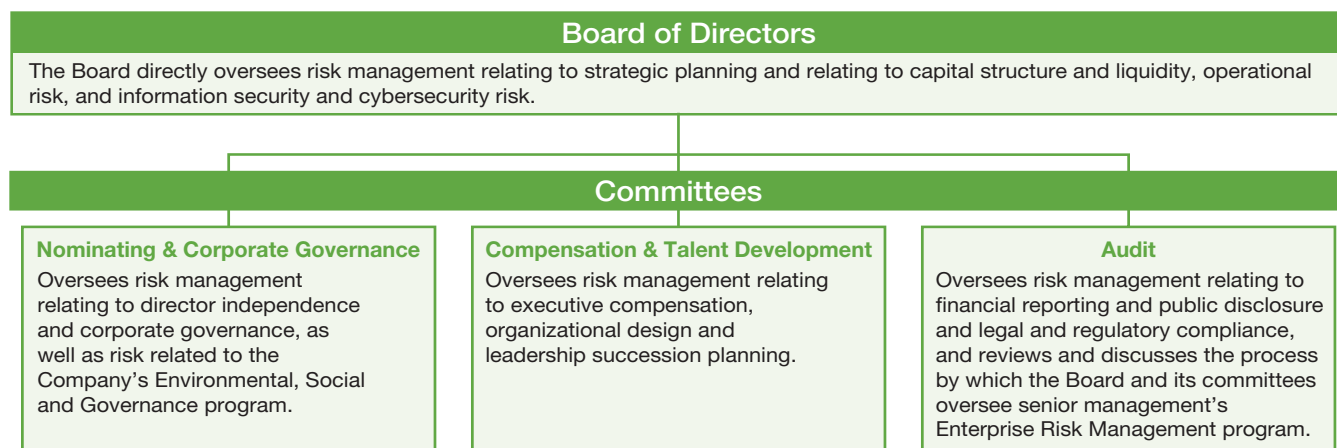 Board of Directors
The Board directly oversees risk management relating to strategic planning and relating to capital structure and liquidity, operational
risk, and information security and cybersecurity risk.
Committees
Nominating & Corporate Governance
Oversees risk management
relating to director independence
and corporate governance, as
well as risk related to the
Company's Environmental, Social
and Governance program.
Compensation & Talent Development
Oversees risk management relating
to executive compensation,
organizational design and
leadership succession planning.
Audit
Oversees risk management relating to
financial reporting and public disclosure
and legal and regulatory compliance,
and reviews and discusses the process
by which the Board and its committees
oversee senior management's
Enterprise Risk Management program.